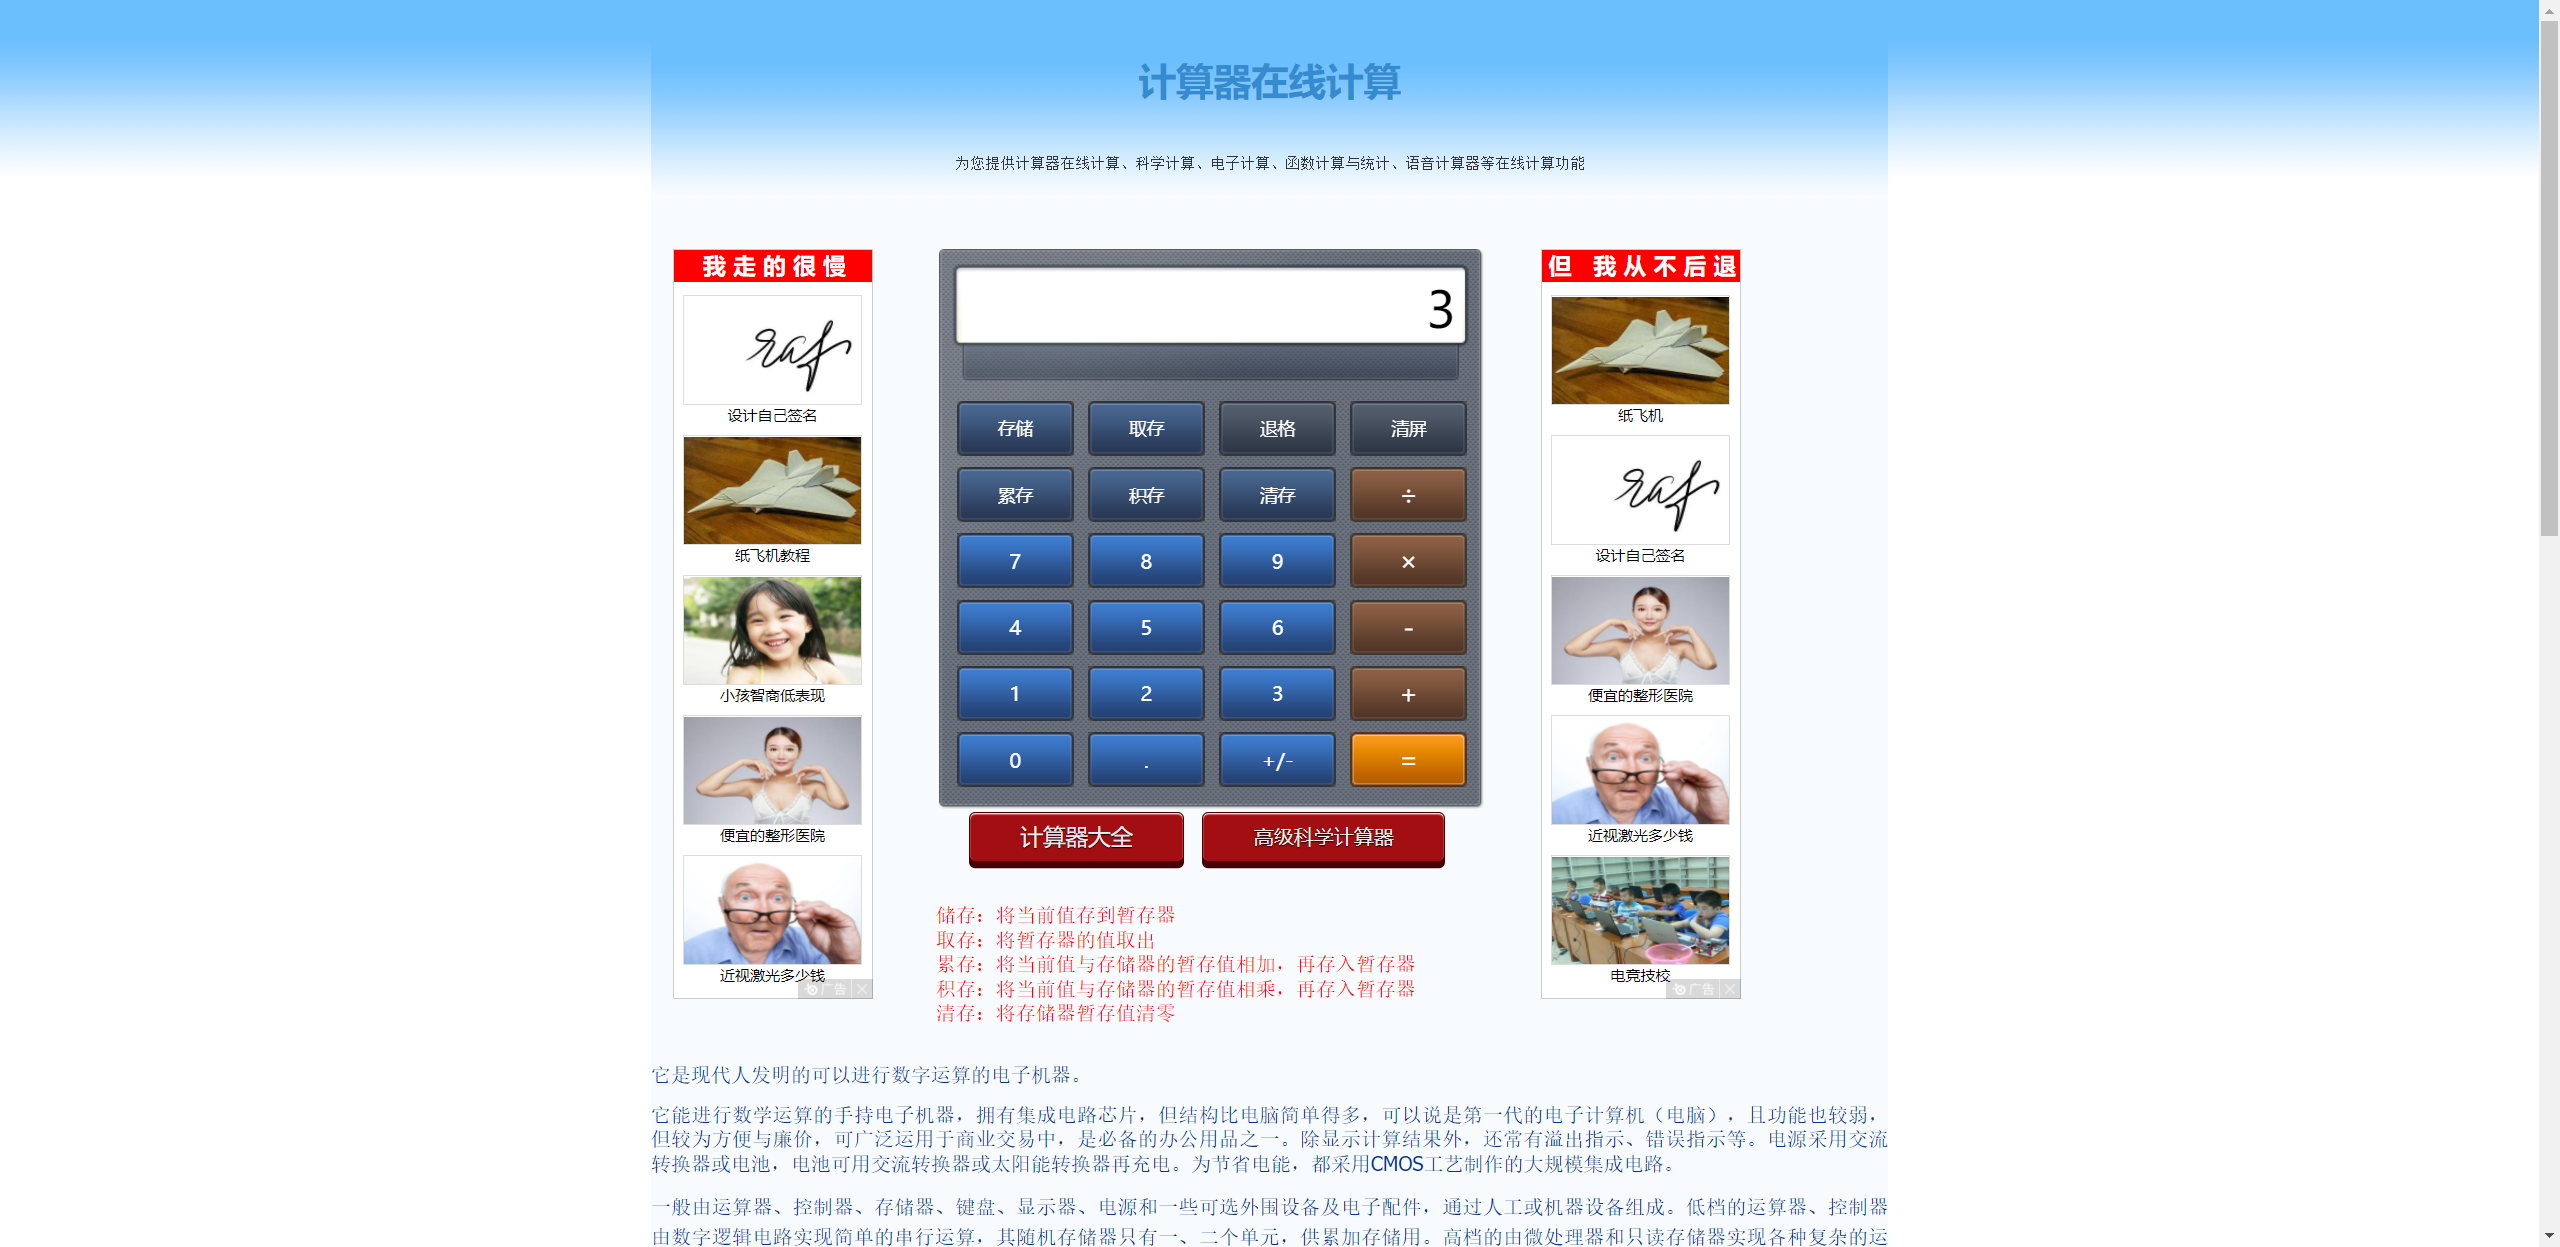 计算器在线计算
为您提供计算器在线计算、科学计算、电子计算、函数计算与统计、语音计算器等在线计算功能
我走的很慢
设计自己签名
纸飞机教程
小孩智商低表现
便宜的整形医院
近视激光多少钱
广告
3
存储 取存 退格 清屏
累存 积存 清存 ÷
7 8 9 ×
4 5 6 -
1 2 3 +
0 . +/- =
计算器大全 高级科学计算器
储存：将当前值存到暂存器
取存：将暂存器的值取出
累存：将当前值与存储器的暂存值相加，再存入暂存器
积存：将当前值与存储器的暂存值相乘，再存入暂存器
清存：将存储器暂存值清零
但 我从不后退
纸飞机
设计自己签名
便宜的整形医院
近视激光多少钱
电竞技校
广告
它是现代人发明的可以进行数字运算的电子机器。
它能进行数学运算的手持电子机器，拥有集成电路芯片，但结构比电脑简单得多，可以说是第一代的电子计算机（电脑），且功能也较弱，
但较为方便与廉价，可广泛运用于商业交易中，是必备的办公用品之一。除显示计算结果外，还常有溢出指示、错误指示等。电源采用交流
转换器或电池，电池可用交流转换器或太阳能转换器再充电。为节省电能，都采用CMOS工艺制作的大规模集成电路。
一般由运算器、控制器、存储器、键盘、显示器、电源和一些可选外围设备及电子配件，通过人工或机器设备组成。低档的运算器、控制器
由数字逻辑电路实现简单的串行运算，其随机存储器只有一、二个单元，供累加存储用。高档的由微处理器和只读存储器实现各种复杂的运